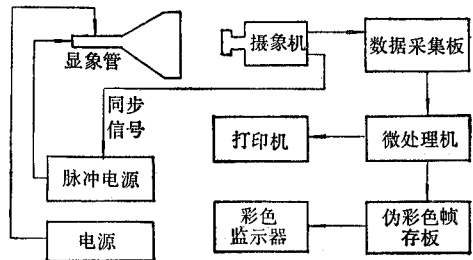 显象管
摄象机
数据采集板
同步
信号
打印机
微处理机
脉冲电源
彩色
监示器
伪彩色帧
存板
电源